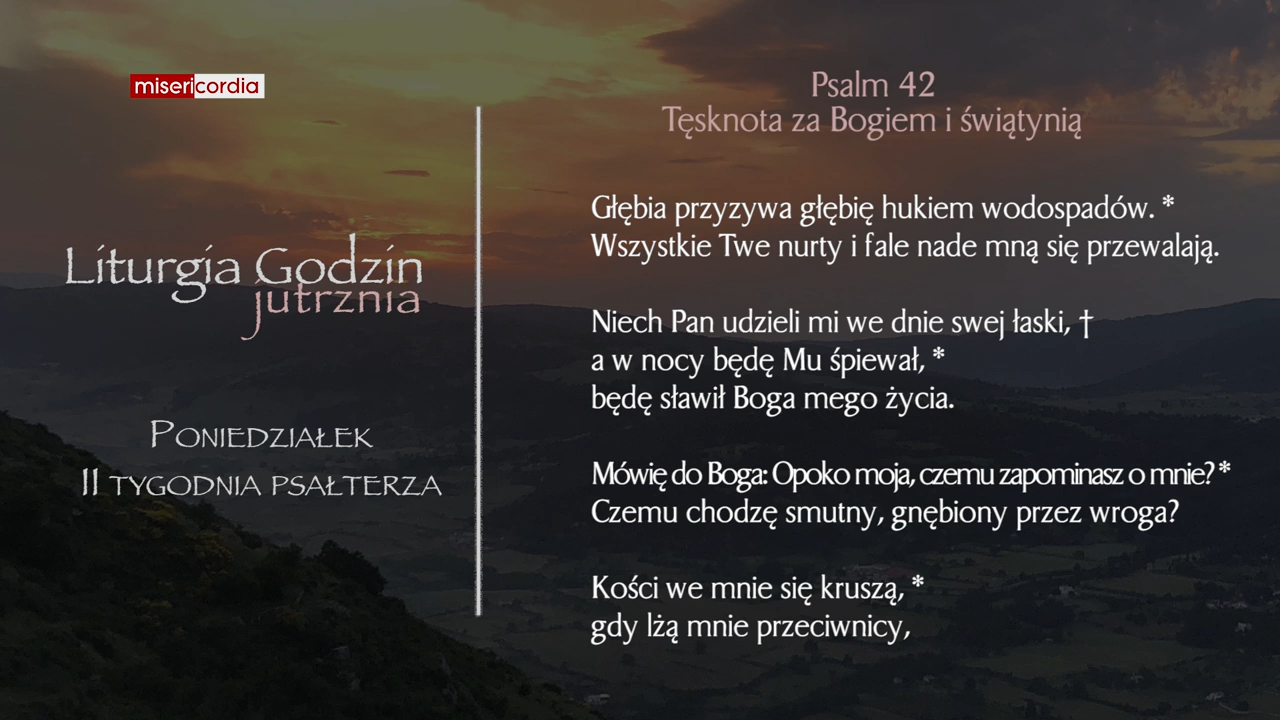 misericordia
Liturgia Godzin
jutrznia
Poniedziałek
II tygodnia psałterza
Psalm 42
Tęsknota za Bogiem i świątynią
Głębia przyzywa głębię hukiem wodospadów. *
Wszystkie Twe nurty i fale nade mną się przewalają.
Niech Pan udzieli mi we dnie swej łaski, †
a w nocy będę Mu śpiewał, *
będę sławił Boga mego życia.
Mówię do Boga: Opoko moja, czemu zapominasz o mnie? *
Czemu chodzę smutny, gnębiony przez wroga?
Kości we mnie się kruszą, *
gdy lżą mnie przeciwnicy,